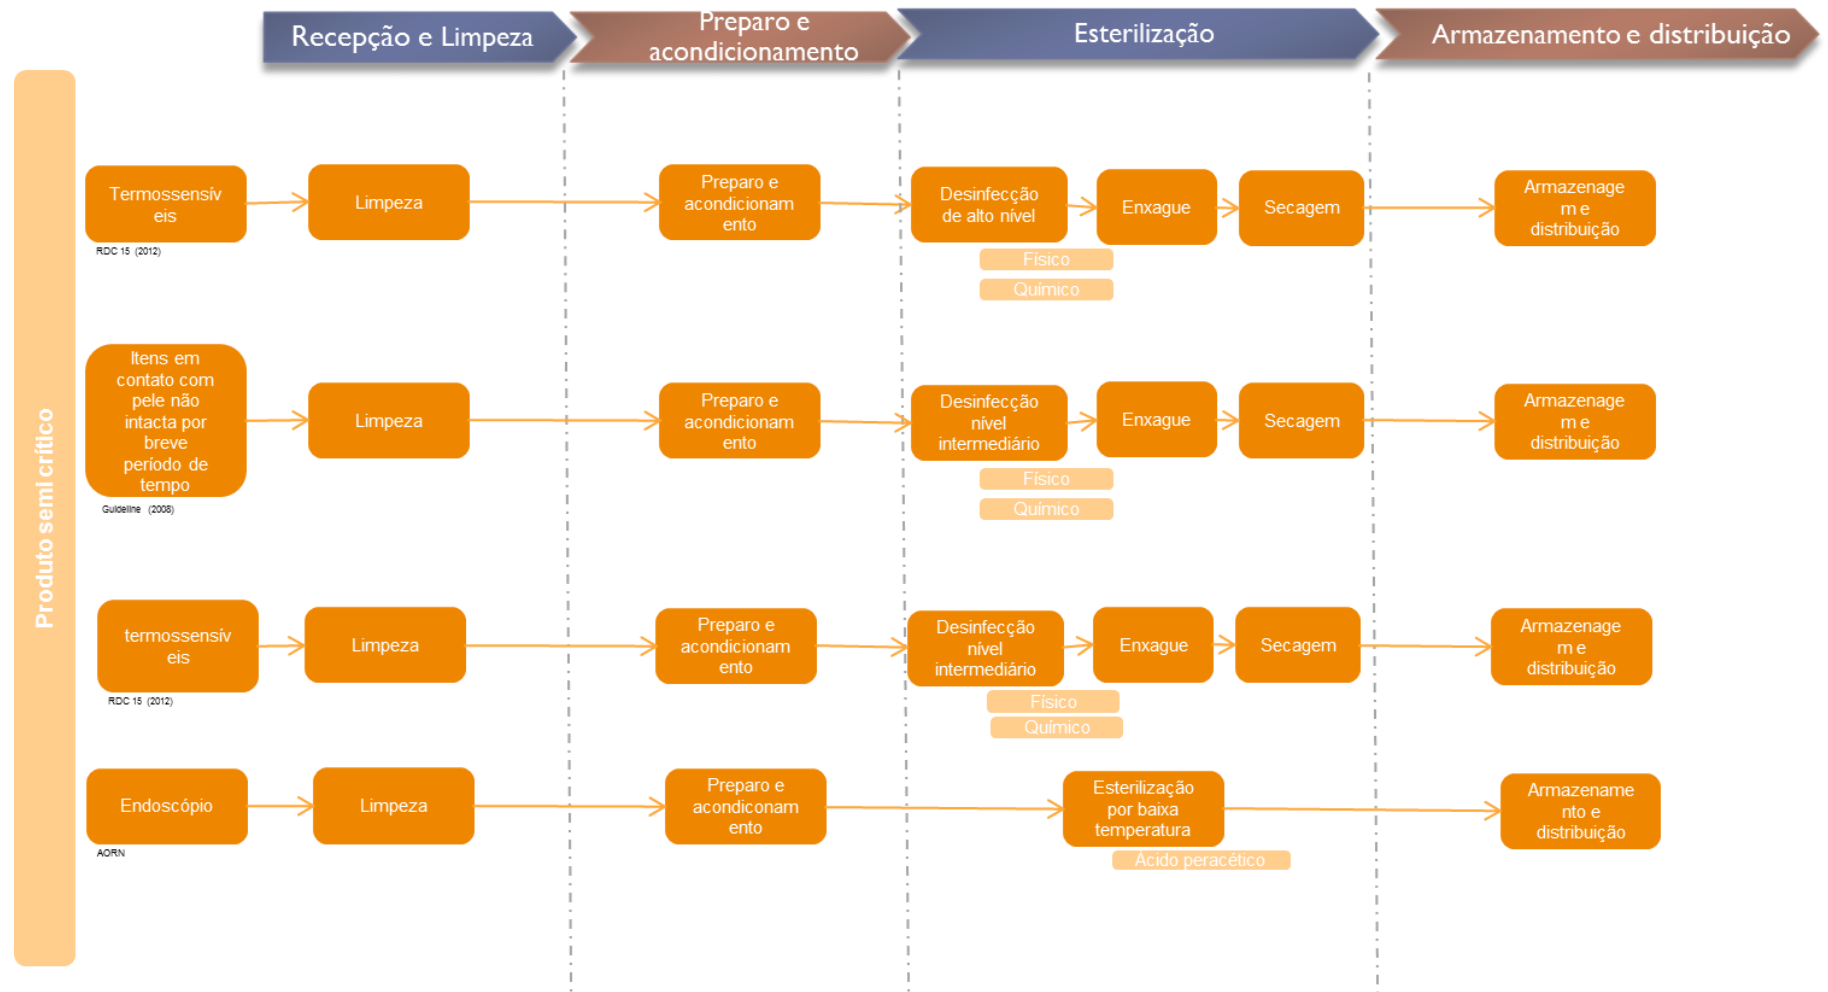 Recepção e Limpeza
Preparo e
acondicionamento
Esterilização
Armazenamento e distribuição
Produto semi crítico
Termossensív
eis
RDC 15 (2012)
Limpeza
Preparo e
acondicionam
ento
Desinfecção
de alto nível
Físico
Químico
Enxague
Secagem
Armazenage
m e
distribuição
Itens em
contato com
pele não
intacta por
breve
período de
tempo
Guideline (2008)
Limpeza
Preparo e
acondicionam
ento
Desinfecção
nível
intermediário
Físico
Químico
Enxague
Secagem
Armazenage
m e
distribuição
termossensív
eis
RDC 15 (2012)
Limpeza
Preparo e
acondicionam
ento
Desinfecção
nível
intermediário
Físico
Químico
Enxague
Secagem
Armazenage
m e
distribuição
Endoscópio
AORN
Limpeza
Preparo e
acondiconam
ento
Esterilização
por baixa
temperatura
Ácido peracético
Armazename
nto e
distribuição